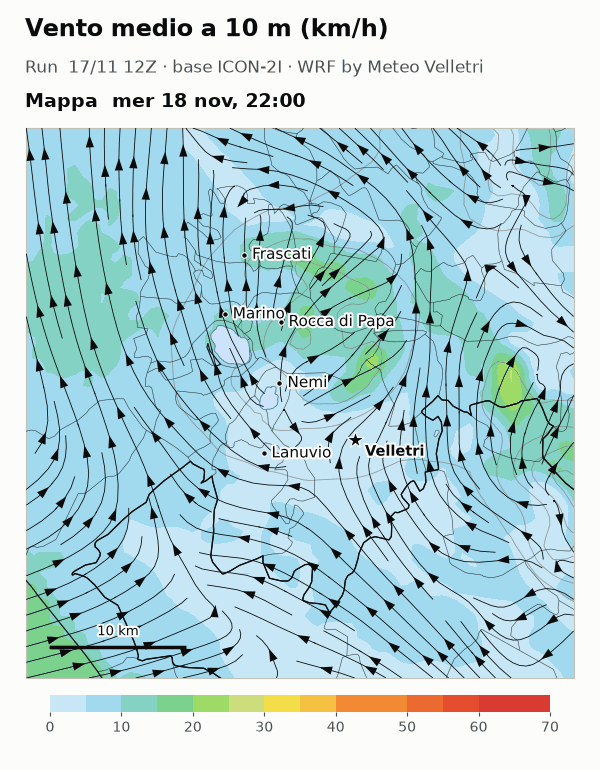 Vento medio a 10 m (km/h)
Run  17/11 12Z · base ICON-2I · WRF by Meteo Velletri
Mappa  mer 18 nov, 22:00
Frascati
Marino
Rocca di Papa
Nemi
Velletri
Lanuvio
10 km
0 10 20 30 40 50 60 70